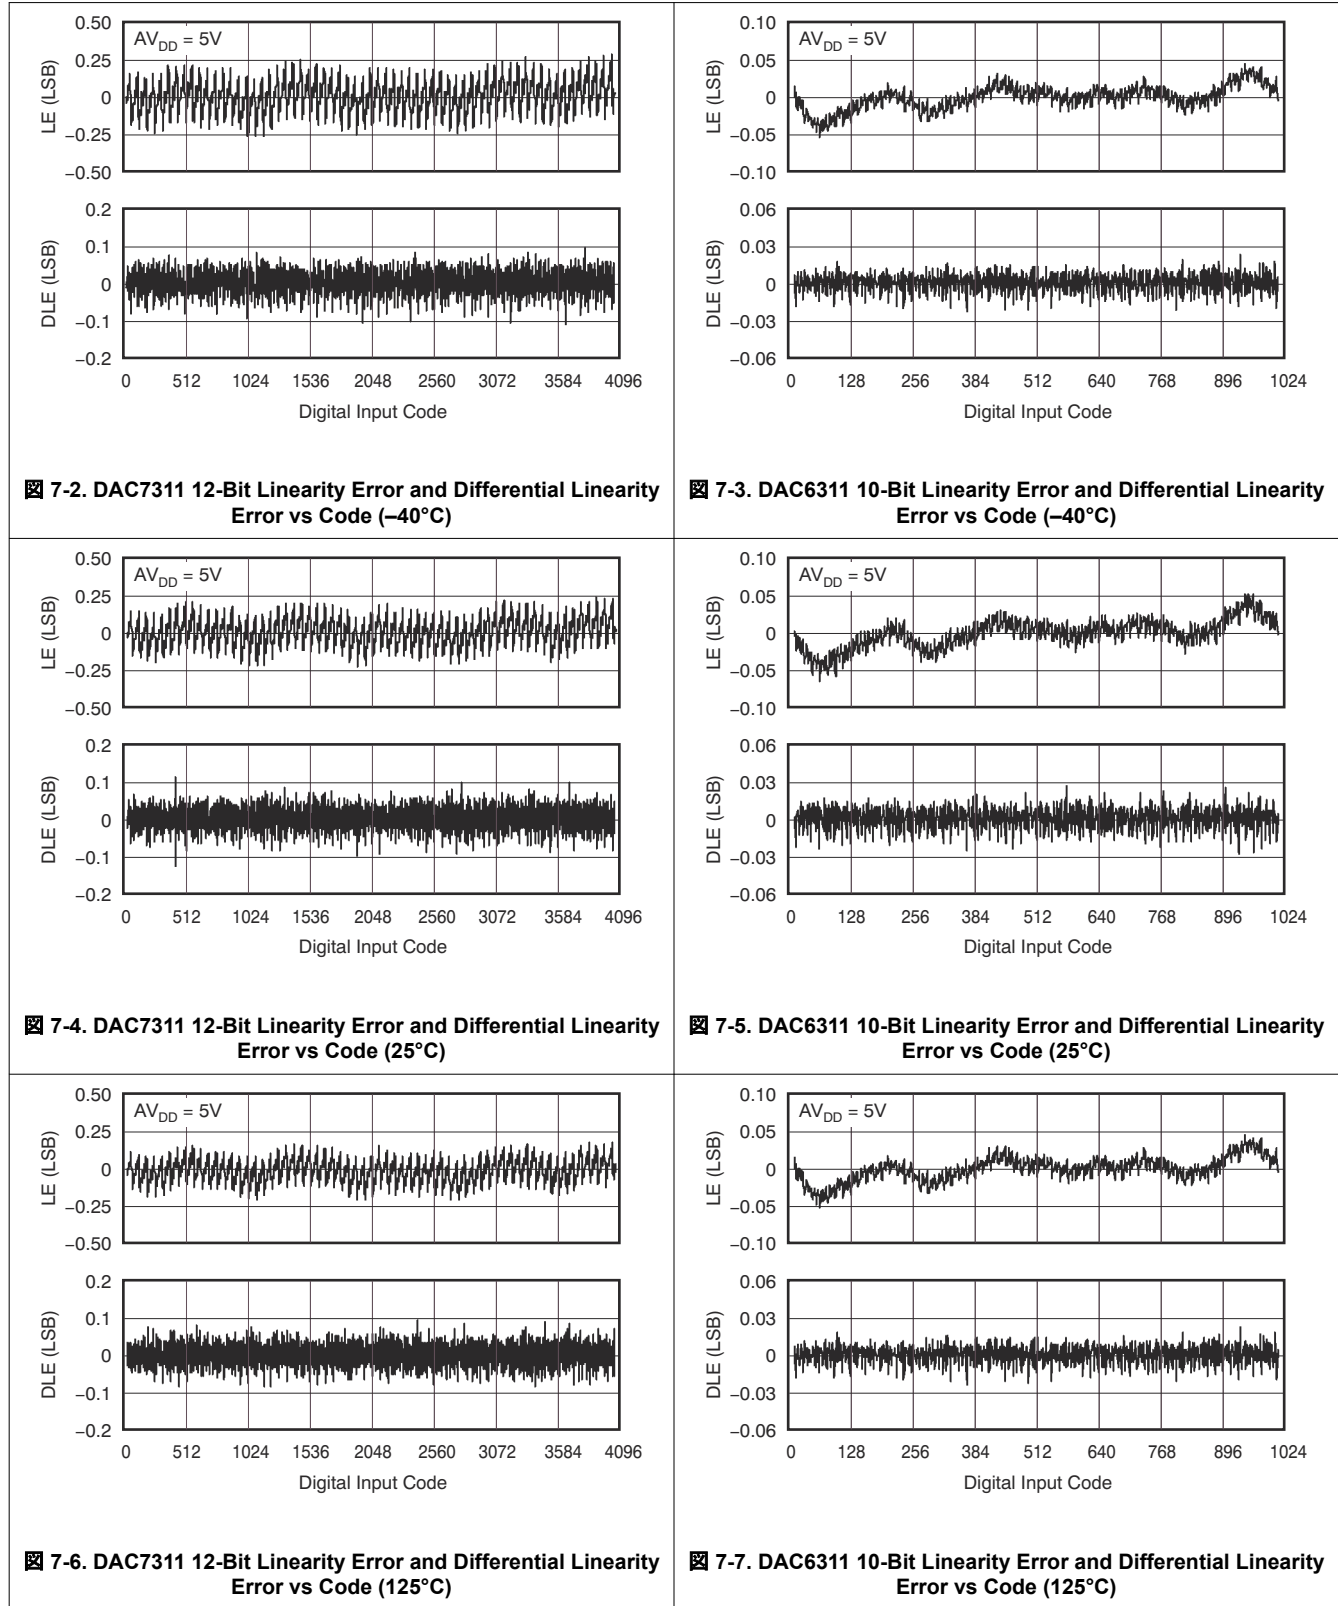 0.50
0.25
0
−0.25
−0.50
LE (LSB)
AV_DD = 5V
0.2
0.1
0
−0.1
−0.2
DLE (LSB)
0 512 1024 1536 2048 2560 3072 3584 4096
Digital Input Code
図 7-2. DAC7311 12-Bit Linearity Error and Differential Linearity
Error vs Code (–40°C)
0.10
0.05
0
−0.05
−0.10
LE (LSB)
AV_DD = 5V
0.06
0.03
0
−0.03
−0.06
DLE (LSB)
0 128 256 384 512 640 768 896 1024
Digital Input Code
図 7-3. DAC6311 10-Bit Linearity Error and Differential Linearity
Error vs Code (–40°C)
0.50
0.25
0
−0.25
−0.50
LE (LSB)
AV_DD = 5V
0.2
0.1
0
−0.1
−0.2
DLE (LSB)
0 512 1024 1536 2048 2560 3072 3584 4096
Digital Input Code
図 7-4. DAC7311 12-Bit Linearity Error and Differential Linearity
Error vs Code (25°C)
0.10
0.05
0
−0.05
−0.10
LE (LSB)
AV_DD = 5V
0.06
0.03
0
−0.03
−0.06
DLE (LSB)
0 128 256 384 512 640 768 896 1024
Digital Input Code
図 7-5. DAC6311 10-Bit Linearity Error and Differential Linearity
Error vs Code (25°C)
0.50
0.25
0
−0.25
−0.50
LE (LSB)
AV_DD = 5V
0.2
0.1
0
−0.1
−0.2
DLE (LSB)
0 512 1024 1536 2048 2560 3072 3584 4096
Digital Input Code
図 7-6. DAC7311 12-Bit Linearity Error and Differential Linearity
Error vs Code (125°C)
0.10
0.05
0
−0.05
−0.10
LE (LSB)
AV_DD = 5V
0.06
0.03
0
−0.03
−0.06
DLE (LSB)
0 128 256 384 512 640 768 896 1024
Digital Input Code
図 7-7. DAC6311 10-Bit Linearity Error and Differential Linearity
Error vs Code (125°C)